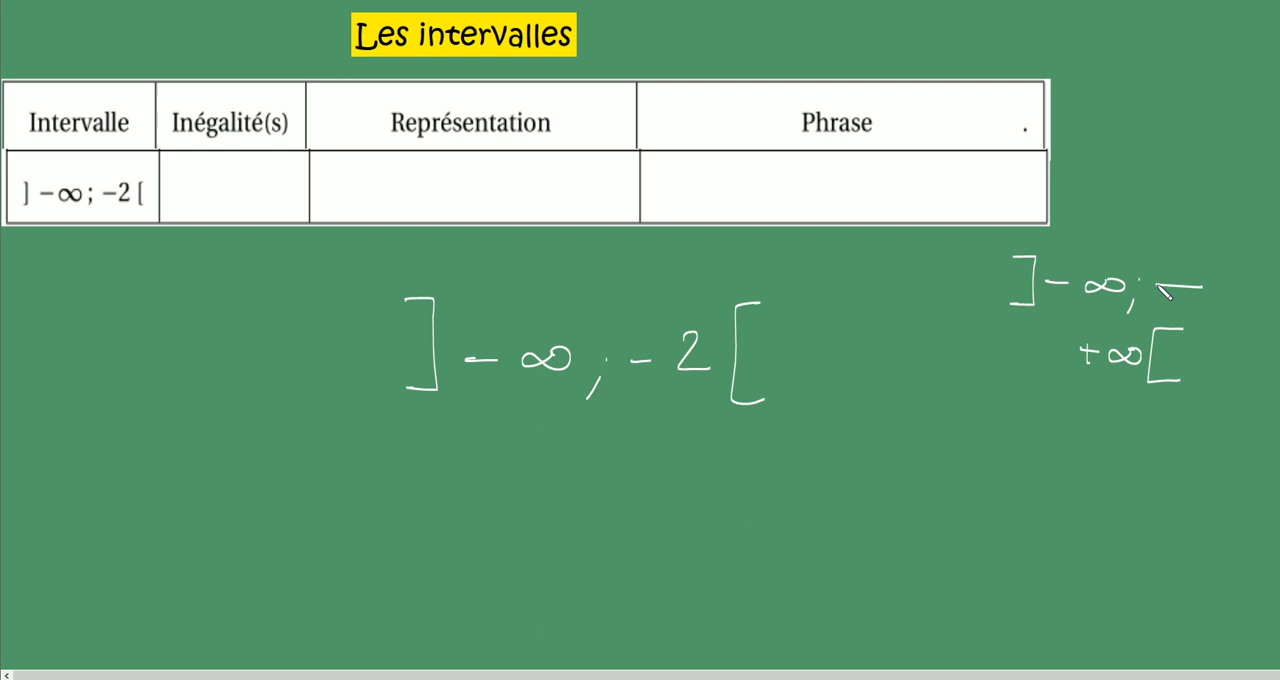 Les intervalles
Intervalle Inégalité(s) Représentation Phrase .
] −∞ ; −2 [
] − ∞ ; —
] − ∞ ; − 2 [
+ ∞ [